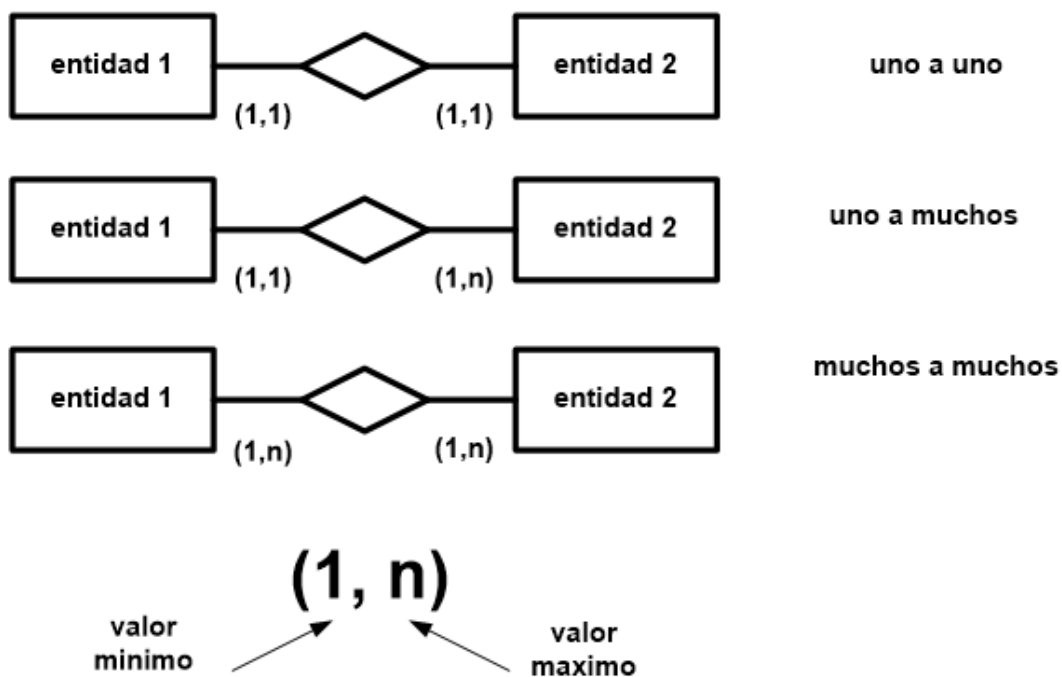 entidad 1
entidad 2
uno a uno
(1,1)
(1,1)
entidad 1
entidad 2
uno a muchos
(1,1)
(1,n)
entidad 1
entidad 2
muchos a muchos
(1,n)
(1,n)
(1, n)
valor
minimo
valor
maximo